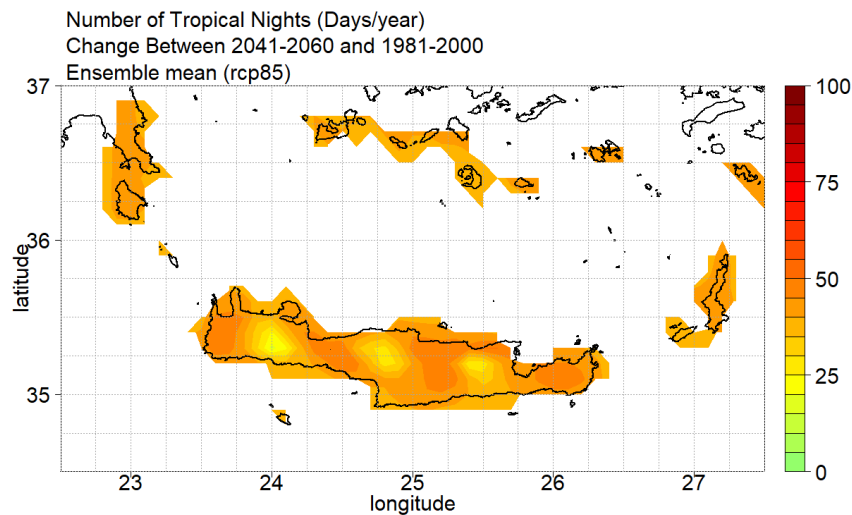 Number of Tropical Nights (Days/year)
Change Between 2041-2060 and 1981-2000
Ensemble mean (rcp85)
37
36
35
latitude
23
24
25
26
27
longitude
100
75
50
25
0